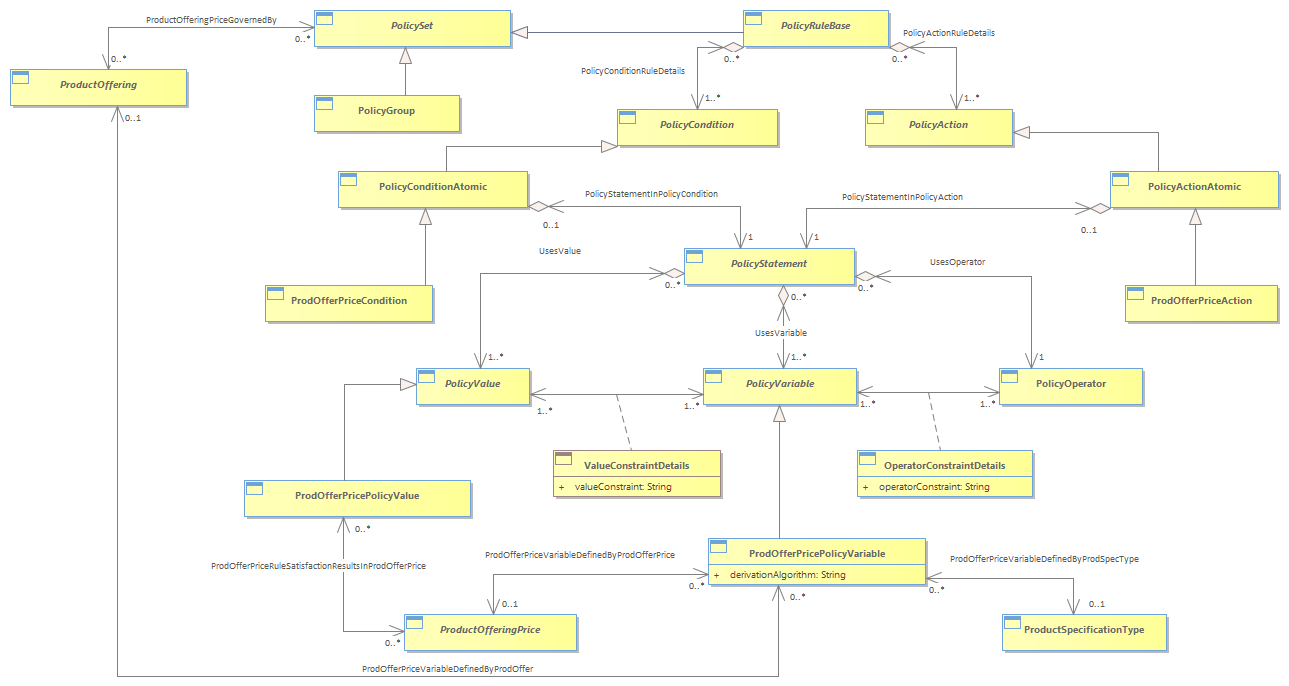 ProductOfferingPriceGovernedBy
PolicySet
PolicyRuleBase
PolicyActionRuleDetails
0..*
0..*
0..*
0..*
ProductOffering
PolicyConditionRuleDetails
0..1
PolicyGroup
1..*
1..*
PolicyCondition
PolicyAction
PolicyConditionAtomic
PolicyActionAtomic
PolicyStatementInPolicyCondition
PolicyStatementInPolicyAction
0..1
0..1
1
1
UsesValue
PolicyStatement
UsesOperator
0..*
0..*
0..*
ProdOfferPriceCondition
ProdOfferPriceAction
UsesVariable
1..*
1..*
1
PolicyValue
PolicyVariable
PolicyOperator
1..*
1..*
1..*
1..*
ValueConstraintDetails
OperatorConstraintDetails
+ valueConstraint: String
+ operatorConstraint: String
ProdOfferPricePolicyValue
0..*
ProdOfferPriceVariableDefinedByProdOfferPrice
ProdOfferPricePolicyVariable
ProdOfferPriceVariableDefinedByProdSpecType
ProdOfferPriceRuleSatisfactionResultsInProdOfferPrice
+ derivationAlgorithm: String
0..*
0..*
0..*
0..1
0..1
ProductOfferingPrice
ProductSpecificationType
0..*
ProdOfferPriceVariableDefinedByProdOffer